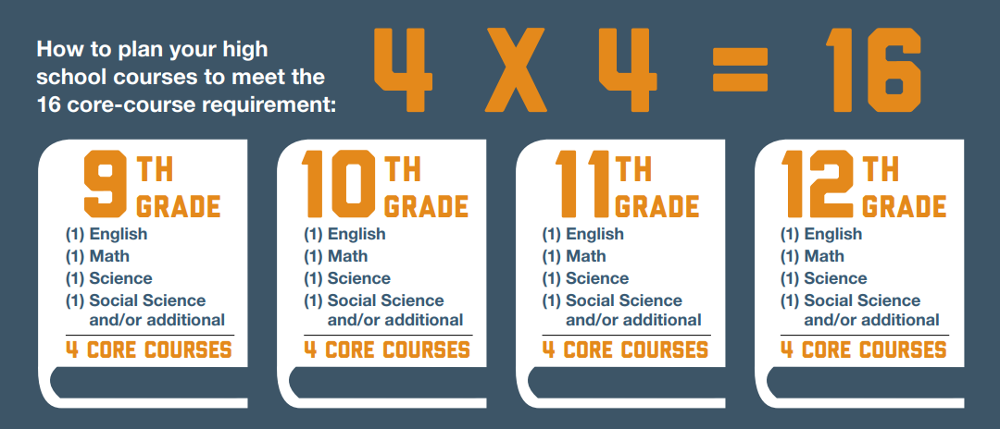 How to plan your high
school courses to meet the
16 core-course requirement:
4 X 4 = 16
9TH
GRADE
(1) English
(1) Math
(1) Science
(1) Social Science
and/or additional
4 CORE COURSES
10TH
GRADE
(1) English
(1) Math
(1) Science
(1) Social Science
and/or additional
4 CORE COURSES
11TH
GRADE
(1) English
(1) Math
(1) Science
(1) Social Science
and/or additional
4 CORE COURSES
12TH
GRADE
(1) English
(1) Math
(1) Science
(1) Social Science
and/or additional
4 CORE COURSES